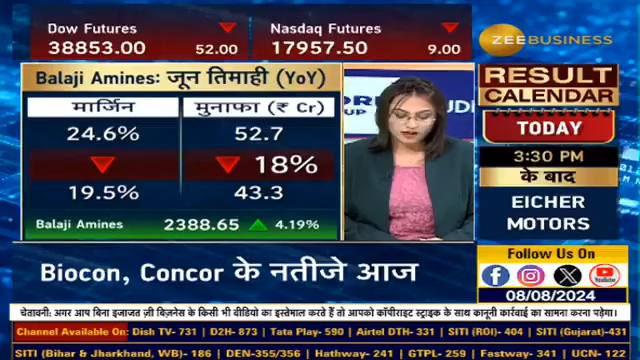 Dow Futures
38853.00 52.00
Nasdaq Futures
17957.50 9.00
ZEE BUSINESS
Balaji Amines: जून तिमाही (YoY)
मार्जिन मुनाफा (₹ Cr)
24.6% 52.7
18%
19.5% 43.3
Balaji Amines 2388.65 4.19%
RESULT
CALENDAR
TODAY
3:30 PM
के बाद
EICHER
MOTORS
Biocon, Concor के नतीजे आज
Follow Us On
08/08/2024
चेतावनी: अगर आप बिना इजाजत ज़ी बिज़नेस के किसी भी वीडियो का इस्तेमाल करते हैं तो आपको कॉपीराइट स्ट्राइक के साथ कानूनी कार्रवाई का सामना करना पड़ेगा।
Channel Available On: Dish TV- 731 | D2H- 873 | Tata Play- 590 | Airtel DTH- 331 | SITI (ROI)- 404 | SITI (Gujarat)-431
SITI (Bihar & Jharkhand, WB)- 186 | DEN-355/356 | Hathway- 241 | GTPL- 259 | Fastway- 341 | UCN- 122